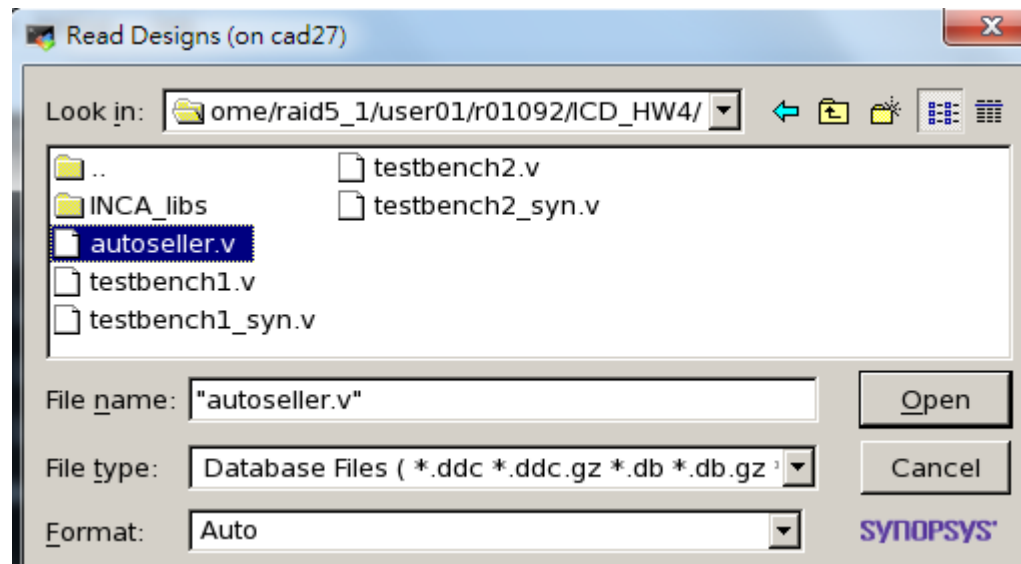 Read Designs (on cad27)
Look in: ome/raid5_1/user01/r01092/ICD_HW4/
.. testbench2.v
INCA_libs testbench2_syn.v
autoseller.v
testbench1.v
testbench1_syn.v
File name: "autoseller.v" Open
File type: Database Files ( *.ddc *.ddc.gz *.db *.db.gz Cancel
Format: Auto SYNOPSYS